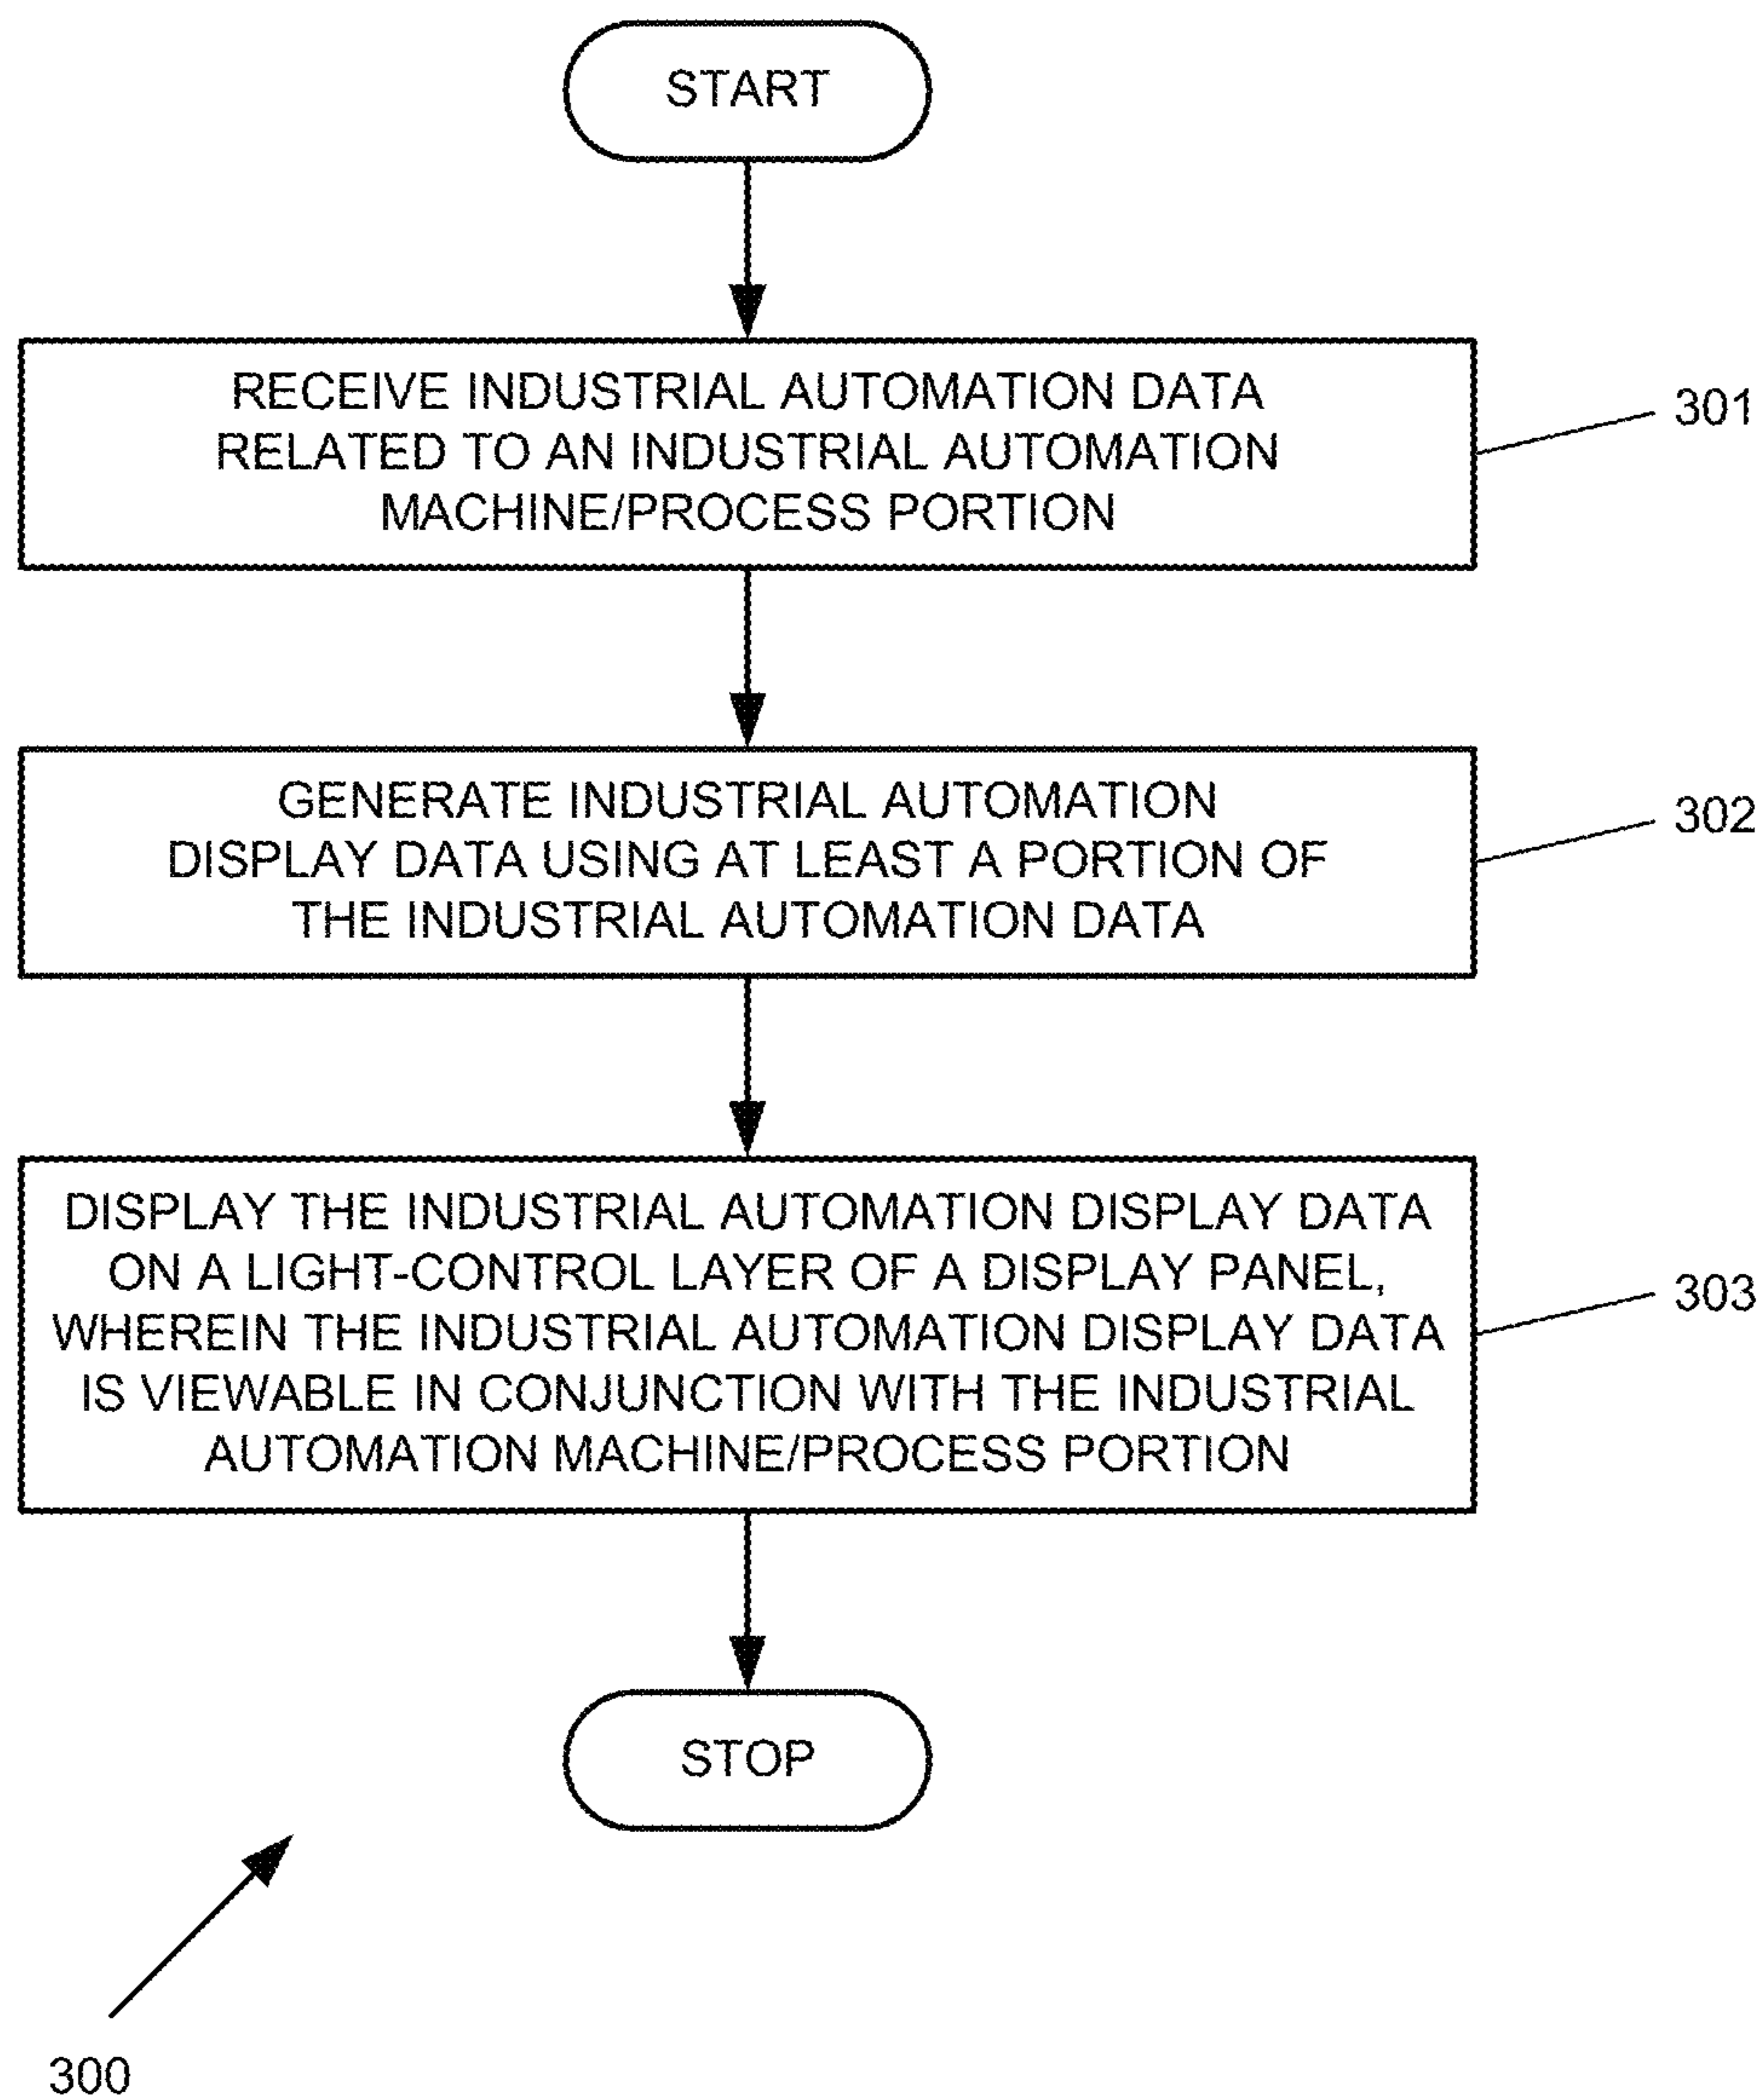 START
RECEIVE INDUSTRIAL AUTOMATION DATA
RELATED TO AN INDUSTRIAL AUTOMATION
MACHINE/PROCESS PORTION
301
GENERATE INDUSTRIAL AUTOMATION
DISPLAY DATA USING AT LEAST A PORTION OF
THE INDUSTRIAL AUTOMATION DATA
302
DISPLAY THE INDUSTRIAL AUTOMATION DISPLAY DATA
ON A LIGHT-CONTROL LAYER OF A DISPLAY PANEL,
WHEREIN THE INDUSTRIAL AUTOMATION DISPLAY DATA
IS VIEWABLE IN CONJUNCTION WITH THE INDUSTRIAL
AUTOMATION MACHINE/PROCESS PORTION
303
STOP
300